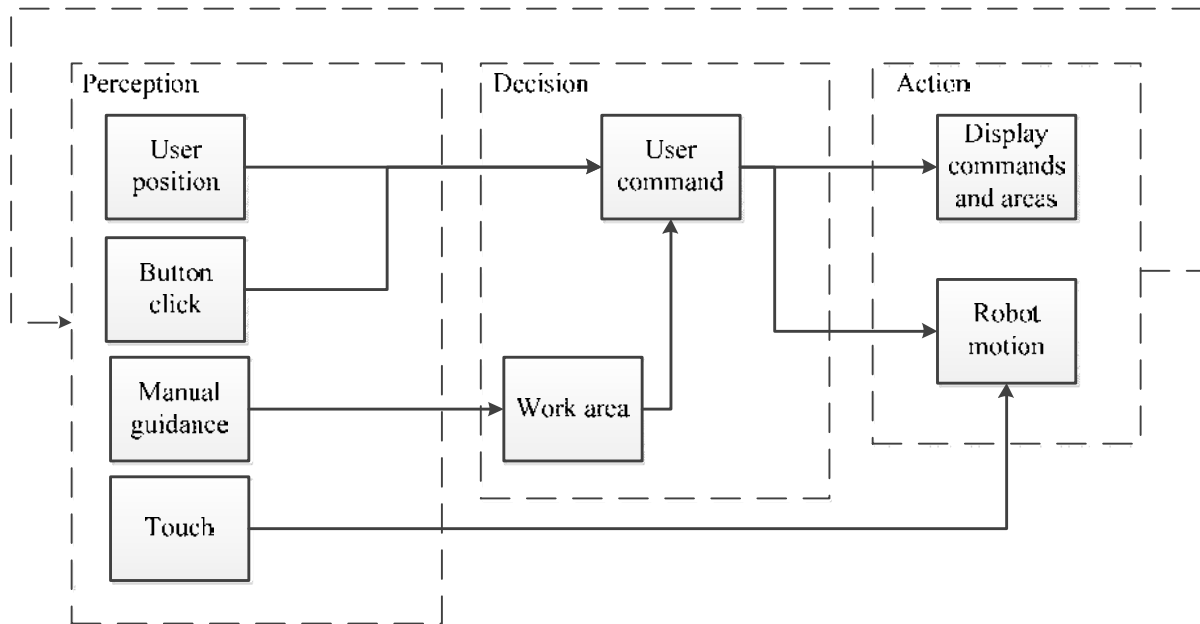 Perception
User
position
Button
click
Manual
guidance
Touch
Decision
User
command
Work area
Action
Display
commands
and areas
Robot
motion